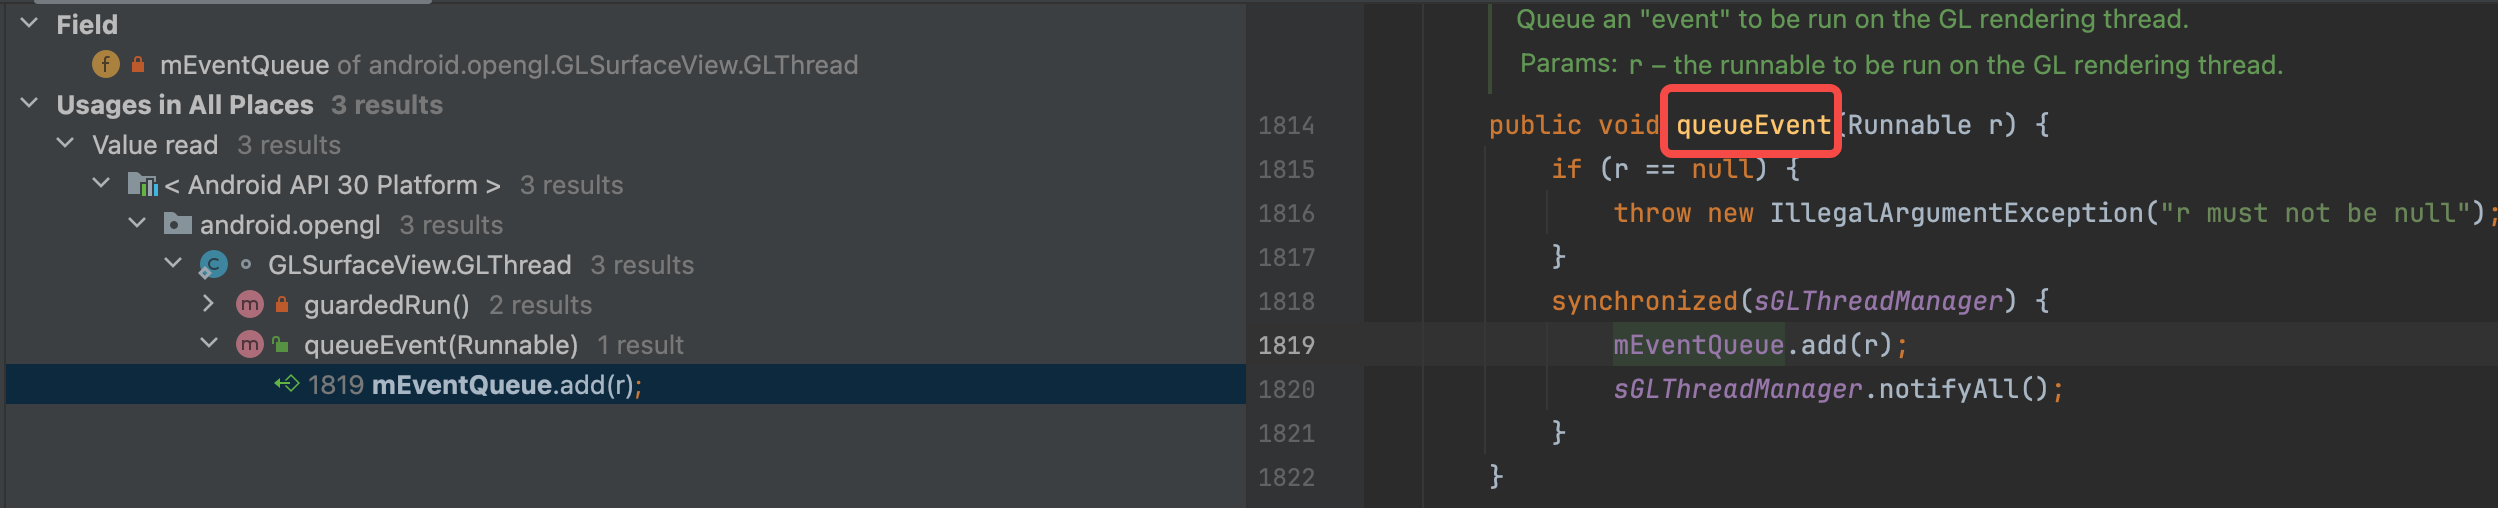 Field
mEventQueue of android.opengl.GLSurfaceView.GLThread
Usages in All Places 3 results
Value read 3 results
< Android API 30 Platform > 3 results
android.opengl 3 results
GLSurfaceView.GLThread 3 results
guardedRun() 2 results
queueEvent(Runnable) 1 result
1819 mEventQueue.add(r);
Queue an "event" to be run on the GL rendering thread.
Params: r – the runnable to be run on the GL rendering thread.
1814 public void queueEvent(Runnable r) {
1815 if (r == null) {
1816 throw new IllegalArgumentException("r must not be null");
1817 }
1818 synchronized(sGLThreadManager) {
1819 mEventQueue.add(r);
1820 sGLThreadManager.notifyAll();
1821 }
1822 }